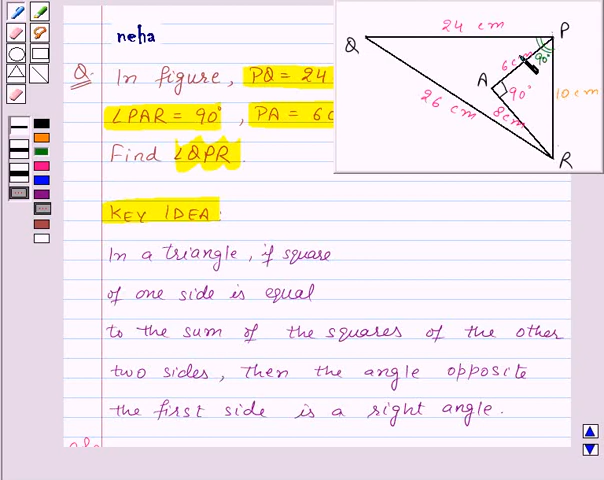 neha
Q. In figure, PQ = 24
∠PAR = 90°, PA = 6
Find ∠QPR.
KEY IDEA:
In a triangle, if square
of one side is equal
to the sum of the squares of the other
two sides, then the angle opposite
the first side is a right angle.
24 cm
Q
P
6cm
90°
A
90°
10 cm
26 cm
8cm
R